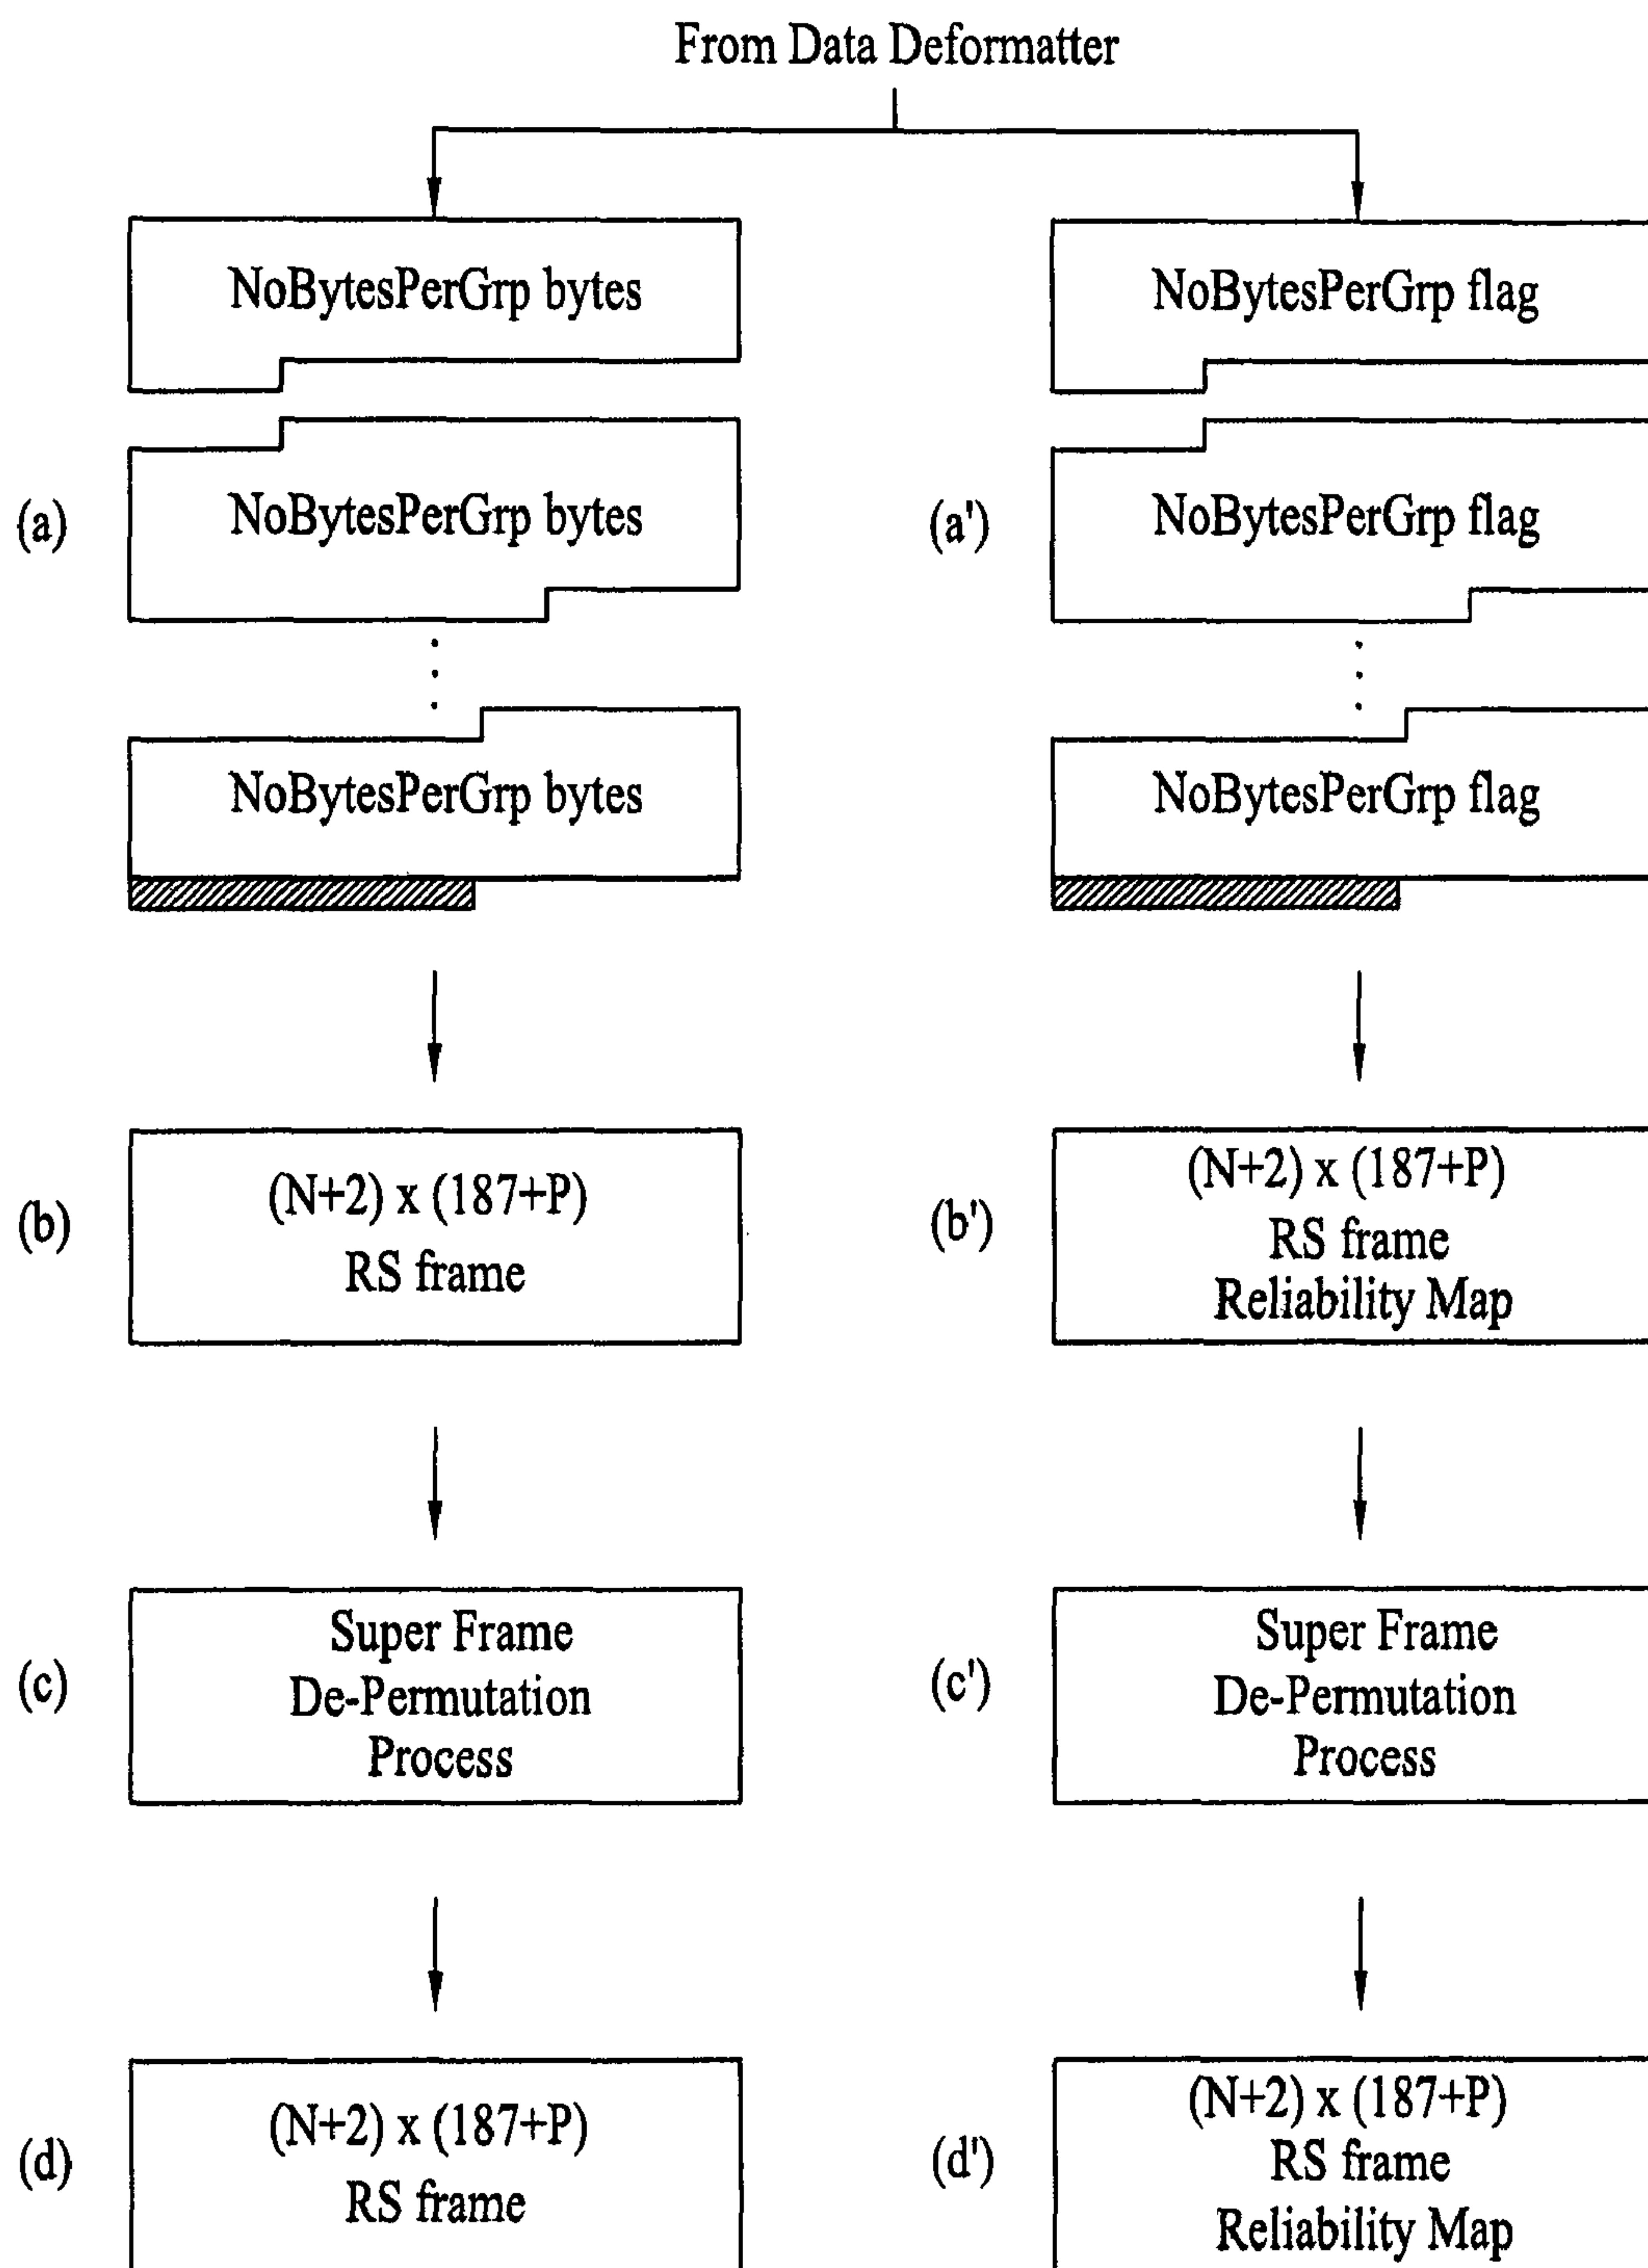 From Data Deformatter
NoBytesPerGrp bytes
NoBytesPerGrp flag
(a)
NoBytesPerGrp bytes
(a')
NoBytesPerGrp flag
NoBytesPerGrp bytes
NoBytesPerGrp flag
(b)
(N+2) x (187+P)
RS frame
(b')
(N+2) x (187+P)
RS frame
Reliability Map
(c)
Super Frame
De-Permutation
Process
(c')
Super Frame
De-Permutation
Process
(d)
(N+2) x (187+P)
RS frame
(d')
(N+2) x (187+P)
RS frame
Reliability Map